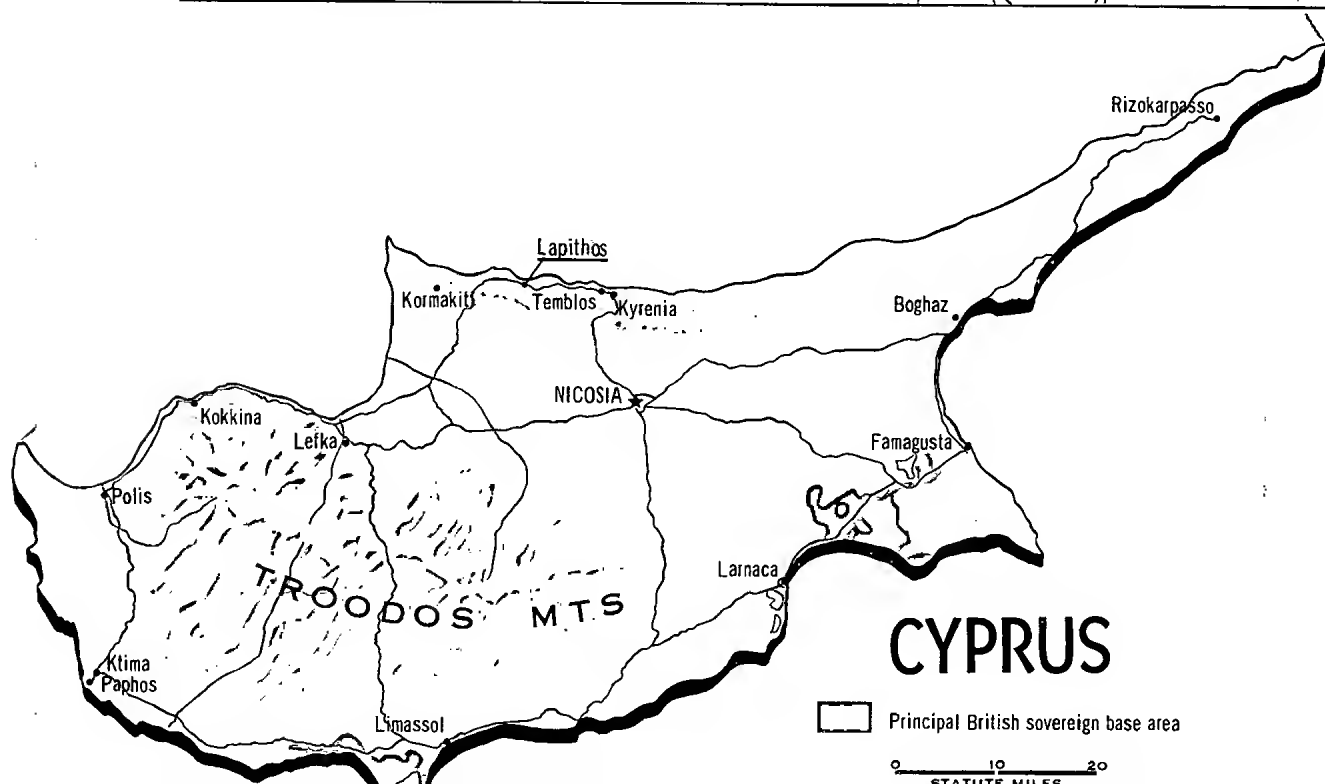 Rizokarpasso
Lapithos
Kormakiti
Temblos
Kyrenia
Boghaz
NICOSIA
Kokkina
Lefka
Famagusta
Polis
TROODOS MTS
Larnaca
CYPRUS
Ktima
Paphos
Principal British sovereign base area
Limassol
0 10 20
STATUTE MILES